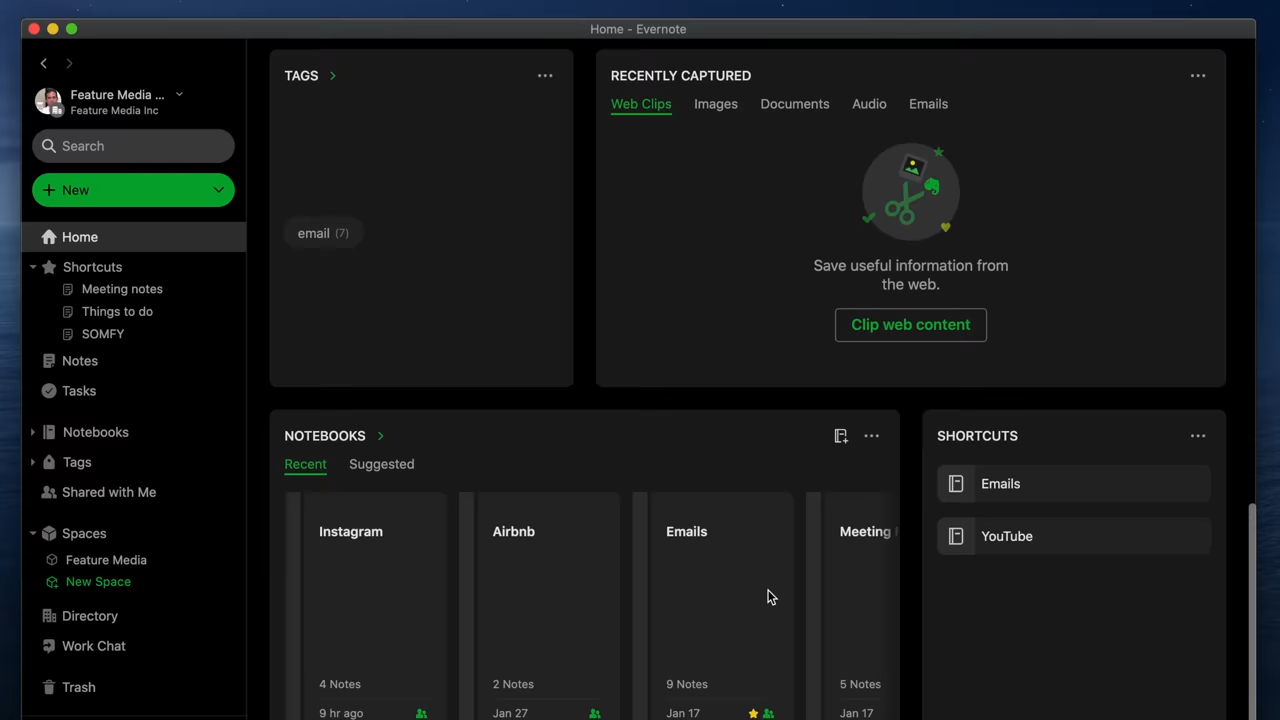 Home - Evernote
Feature Media ...
Feature Media Inc
Search
New
Home
Shortcuts
Meeting notes
Things to do
SOMFY
Notes
Tasks
Notebooks
Tags
Shared with Me
Spaces
Feature Media
New Space
Directory
Work Chat
Trash
TAGS
email (7)
RECENTLY CAPTURED
Web Clips Images Documents Audio Emails
Save useful information from
the web.
Clip web content
NOTEBOOKS
Recent Suggested
Instagram
4 Notes
9 hr ago
Airbnb
2 Notes
Jan 27
Emails
9 Notes
Jan 17
Meeting
5 Notes
Jan 17
SHORTCUTS
Emails
YouTube